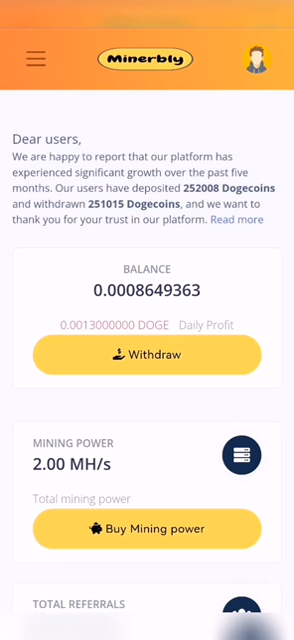 Minerbly
Dear users,
We are happy to report that our platform has
experienced significant growth over the past five
months. Our users have deposited 252008 Dogecoins
and withdrawn 251015 Dogecoins, and we want to
thank you for your trust in our platform. Read more
BALANCE
0.0008649363
0.0013000000 DOGE Daily Profit
Withdraw
MINING POWER
2.00 MH/s
Total mining power
Buy Mining power
TOTAL REFERRALS